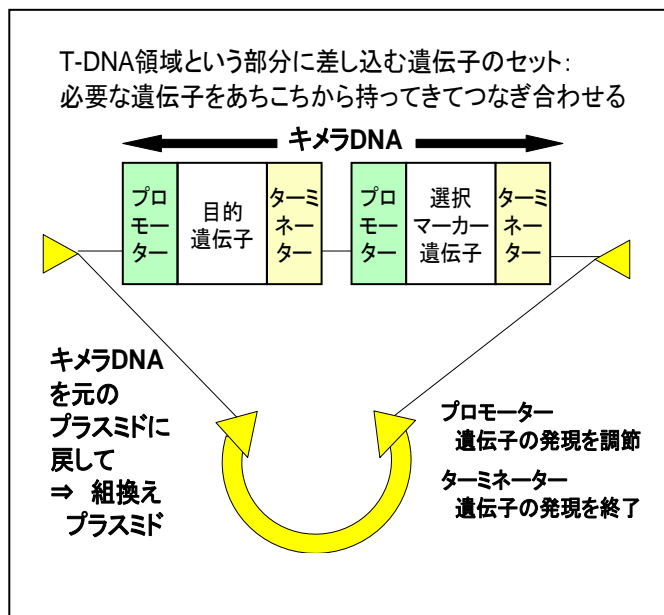 T-DNA領域という部分に差し込む遺伝子のセット:
必要な遺伝子をあちこちから持ってきてつなぎ合わせる
キメラDNA
プロ
モー
ター
目的
遺伝子
ターミ
ネー
ター
プロ
モー
ター
選択
マーカー
遺伝子
ターミ
ネー
ター
キメラDNA
を元の
プラスミドに
戻して
⇒ 組換え
プラスミド
プロモーター
遺伝子の発現を調節
ターミネーター
遺伝子の発現を終了